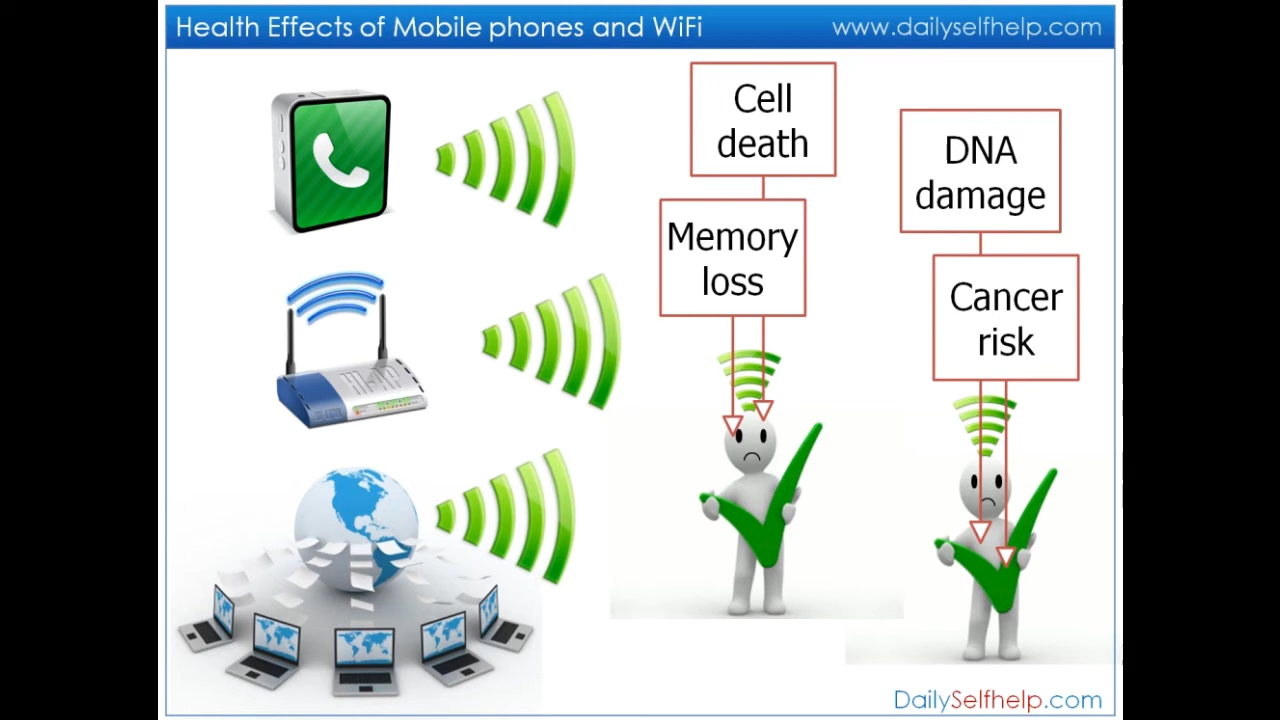 Health Effects of Mobile phones and WiFi
www.dailyselfhelp.com
Cell
death
DNA
damage
Memory
loss
Cancer
risk
DailySelfhelp.com